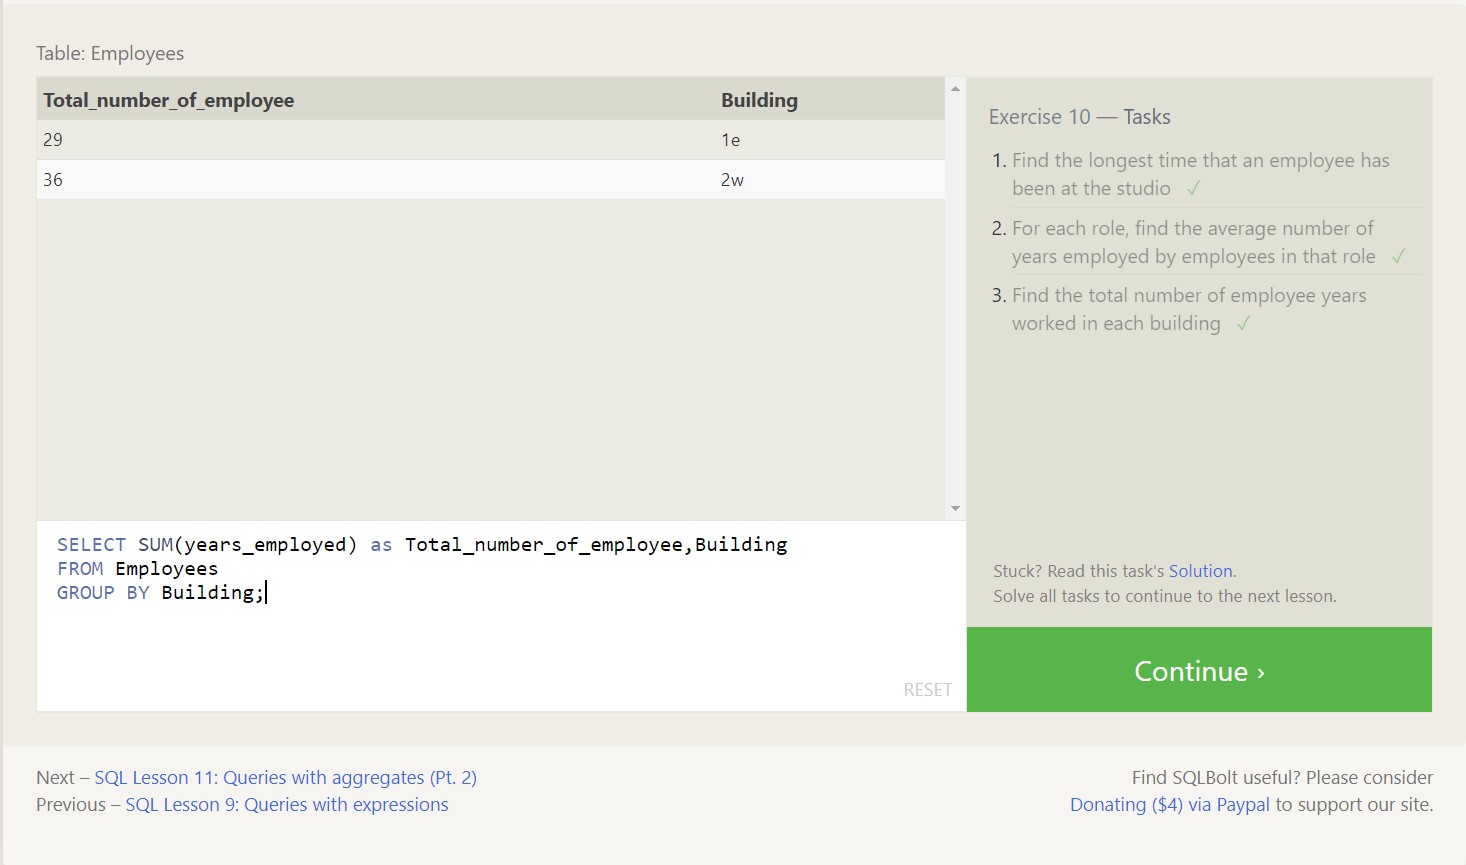 Table: Employees
Total_number_of_employee Building
29 1e
36 2w
SELECT SUM(years_employed) as Total_number_of_employee,Building
FROM Employees
GROUP BY Building;
RESET
Exercise 10 — Tasks
1. Find the longest time that an employee has
been at the studio ✓
2. For each role, find the average number of
years employed by employees in that role ✓
3. Find the total number of employee years
worked in each building ✓
Stuck? Read this task's Solution.
Solve all tasks to continue to the next lesson.
Continue ›
Next – SQL Lesson 11: Queries with aggregates (Pt. 2)
Previous – SQL Lesson 9: Queries with expressions
Find SQLBolt useful? Please consider
Donating ($4) via Paypal to support our site.